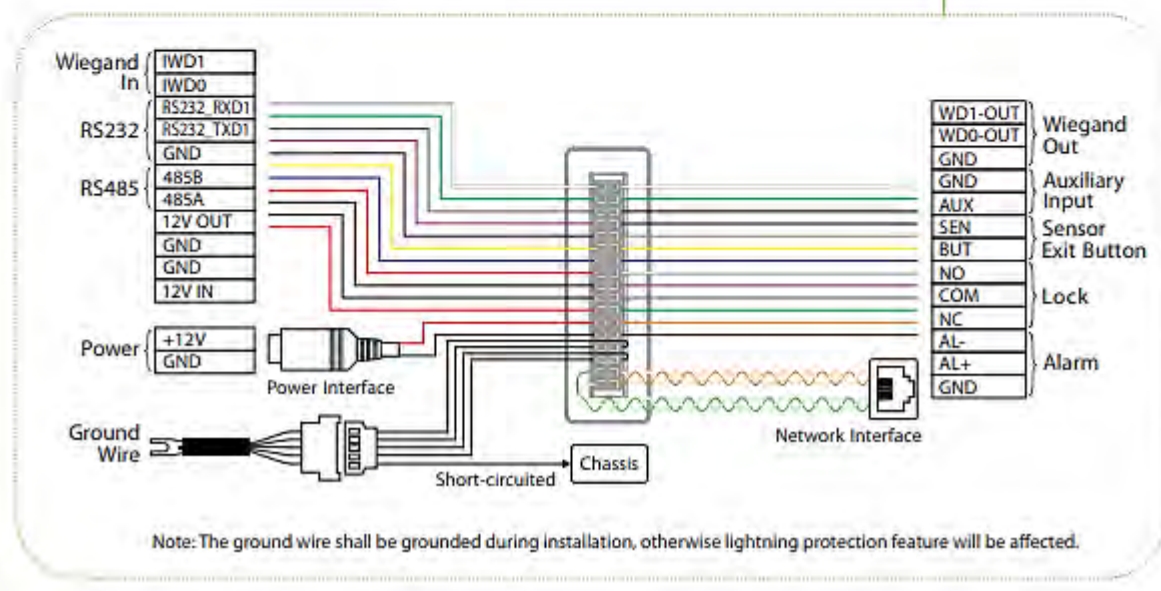 Wiegand
In
IWD1
IWD0
RS232
RS232_RXD1
RS232_TXD1
GND
RS485
485B
485A
12V OUT
GND
GND
12V IN
Power
+12V
GND
Power Interface
Ground
Wire
Short-circuited
Chassis
WD1-OUT
WD0-OUT
GND
Wiegand
Out
GND
AUX
Auxiliary
Input
SEN
BUT
Sensor
Exit Button
NO
COM
NC
Lock
AL-
AL+
GND
Alarm
Network Interface
Note: The ground wire shall be grounded during installation, otherwise lightning protection feature will be affected.